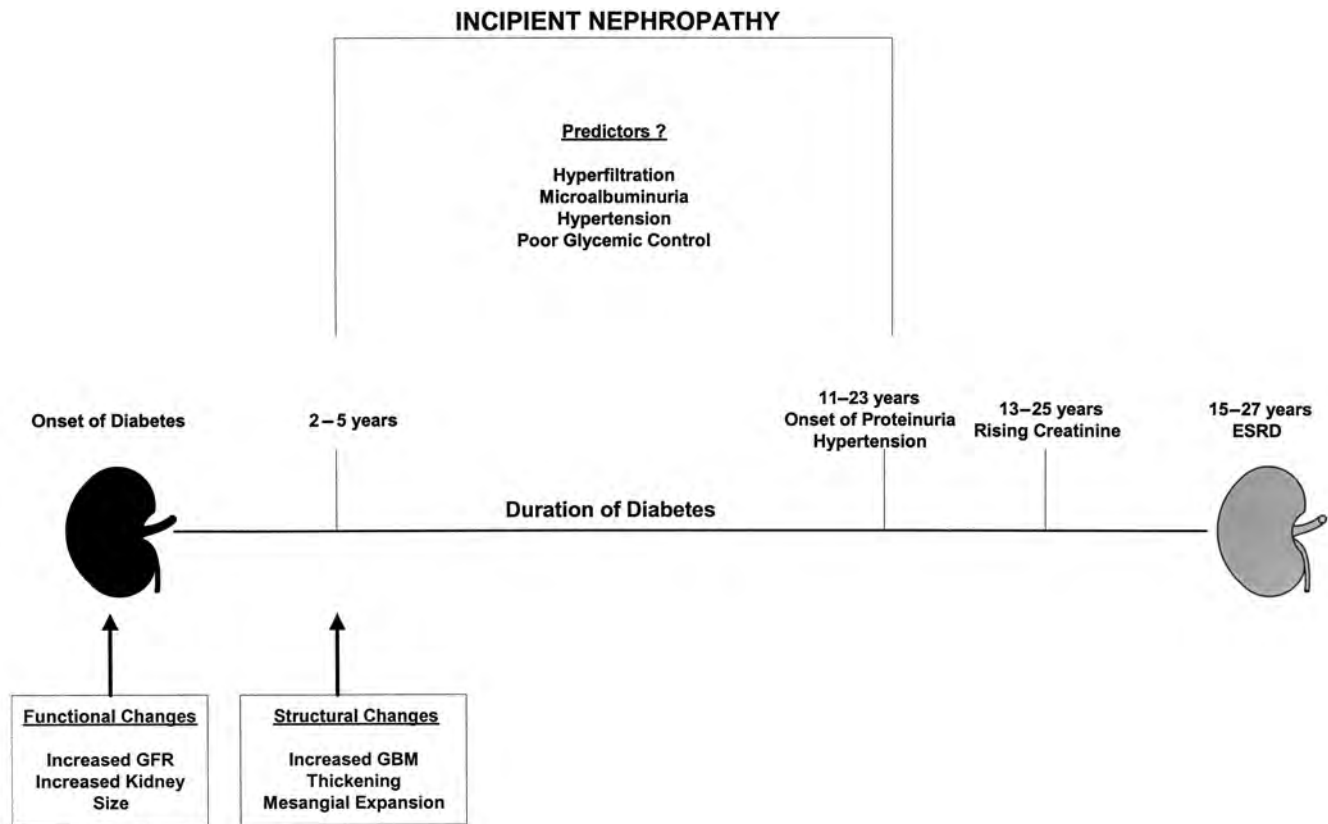 INCIPIENT NEPHROPATHY
Predictors ?
Hyperfiltration
Microalbuminuria
Hypertension
Poor Glycemic Control
Onset of Diabetes
2–5 years
11–23 years
Onset of Proteinuria
Hypertension
13–25 years
Rising Creatinine
15–27 years
ESRD
Duration of Diabetes
Functional Changes
Increased GFR
Increased Kidney
Size
Structural Changes
Increased GBM
Thickening
Mesangial Expansion